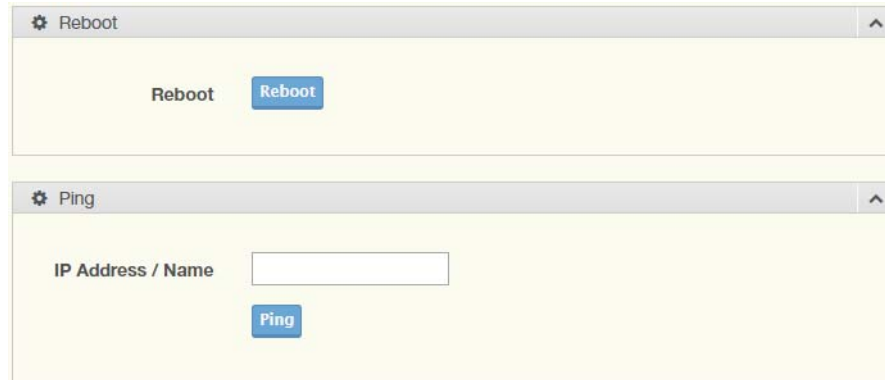 Reboot
Reboot Reboot
Ping
IP Address / Name
Ping